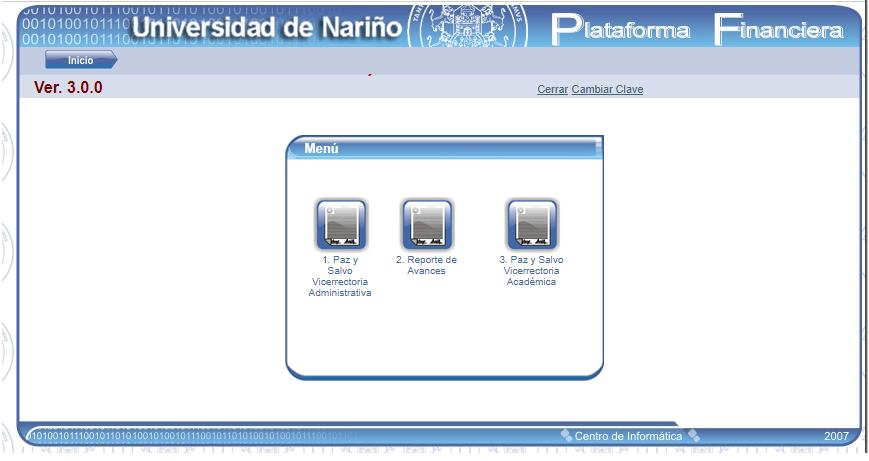 Universidad de Nariño
Plataforma Financiera
Inicio
Ver. 3.0.0
Cerrar Cambiar Clave
Menú
1. Paz y
Salvo
Vicerrectoria
Administrativa
2. Reporte de
Avances
3. Paz y Salvo
Vicerrectoria
Académica
Centro de Informática
2007